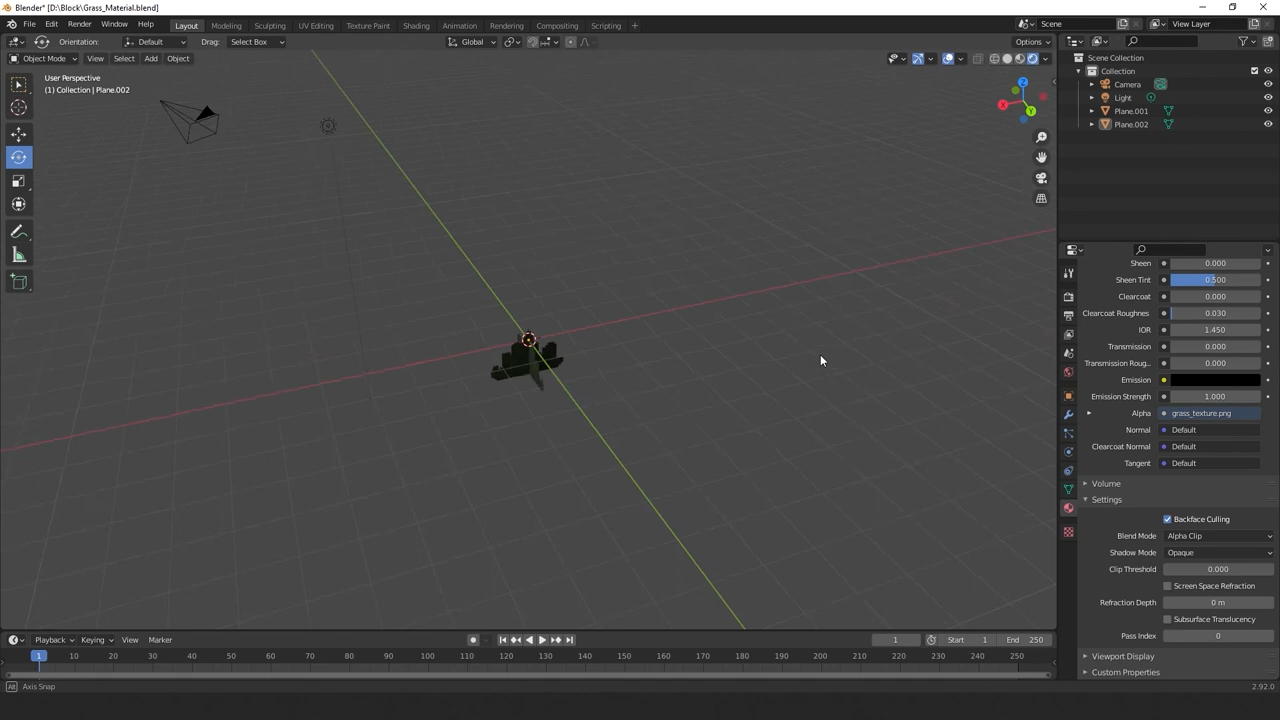 Blender* [D:\Block\Grass_Material.blend]
File Edit Render Window Help Layout Modeling Sculpting UV Editing Texture Paint Shading Animation Rendering Compositing Scripting + Scene View Layer
Orientation: Default Drag: Select Box Global Options
Object Mode View Select Add Object
User Perspective
(1) Collection | Plane.002
X
Y
Z
Scene Collection
Collection
Camera
Light
Plane.001
Plane.002
Sheen 0.000
Sheen Tint 0.500
Clearcoat 0.000
Clearcoat Roughnes 0.030
IOR 1.450
Transmission 0.000
Transmission Roug.. 0.000
Emission
Emission Strength 1.000
Alpha grass_texture.png
Normal Default
Clearcoat Normal Default
Tangent Default
Volume
Settings
Backface Culling
Blend Mode Alpha Clip
Shadow Mode Opaque
Clip Threshold 0.000
Screen Space Refraction
Refraction Depth 0 m
Subsurface Translucency
Pass Index 0
Viewport Display
Custom Properties
Playback Keying View Marker 1 Start 1 End 250
1 10 20 30 40 50 60 70 80 90 100 110 120 130 140 150 160 170 180 190 200 210 220 230 240 250
Alt Axis Snap 2.92.0